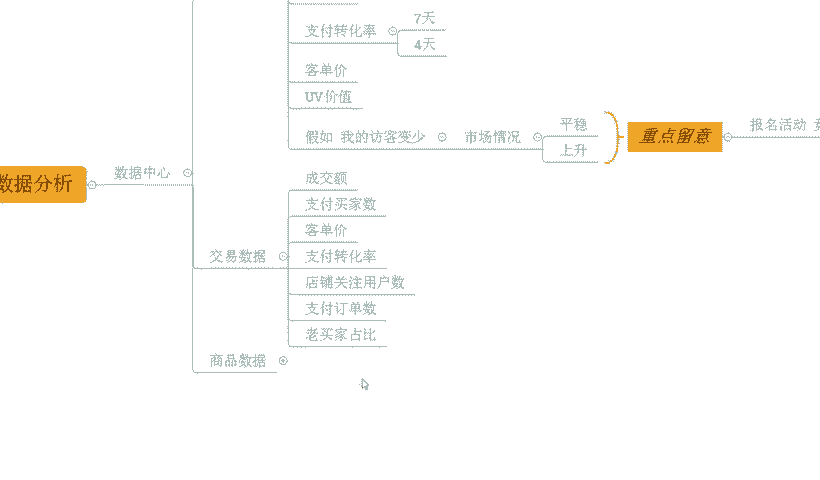 7天
支付转化率
4天
客单价
UV价值
假如 我的访客变少
市场情况
平稳
上升
重点留意
报名活动
数据分析
数据中心
成交额
支付买家数
客单价
交易数据
支付转化率
店铺关注用户数
支付订单数
老买家占比
商品数据